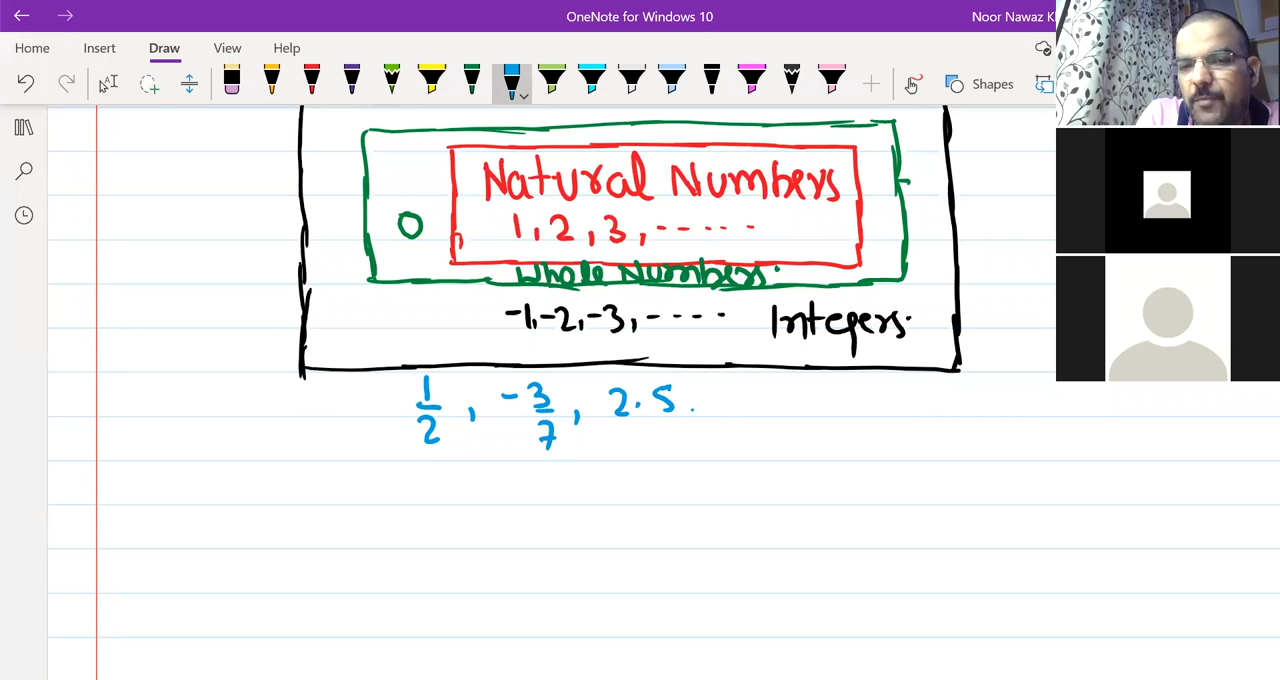 OneNote for Windows 10
Noor Nawaz K
Home Insert Draw View Help
Shapes
Natural Numbers
0 1, 2, 3, -----
Whole Numbers.
-1, -2, -3, ---- Integers.
1/2, -3/7, 2.5.